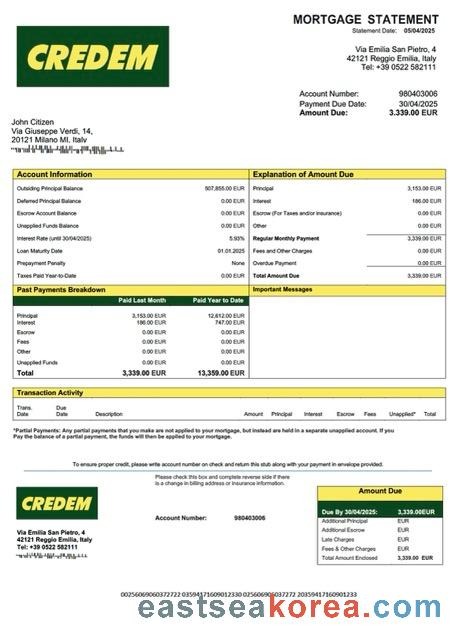 MORTGAGE STATEMENT
Statement Date: 05/04/2025
CREDEM
Via Emilia San Pietro, 4
42121 Reggio Emilia, Italy
Tel: +39 0522 582111
Account Number: 980403006
Payment Due Date: 30/04/2025
Amount Due: 3.339.00 EUR
John Citizen
Via Giuseppe Verdi, 14,
20121 Milano MI. Italy
Account Information
Outsiding Principal Balance 507,855.00 EUR
Deferred Principal Balance 0.00 EUR
Escrow Account Balance 0.00 EUR
Unapplied Funds Balance 0.00 EUR
Interest Rate (until 30/04/2025) 5.93%
Loan Maturity Date 01.01.2025
Prepayment Penalty None
Taxes Paid Year-to-Date 0.00 EUR
Explanation of Amount Due
Principal 3,153.00 EUR
Interest 186.00 EUR
Escrow (For Taxes and/or insurance) 0.00 EUR
Other 0.00 EUR
Regular Monthly Payment 3,339.00 EUR
Fees and Other Charges 0.00 EUR
Overdue Payment 0.00 EUR
Total Amount Due 3,339.00 EUR
Past Payments Breakdown
Paid Last Month Paid Year to Date
Principal 3,153.00 EUR 12,612.00 EUR
Interest 186.00 EUR 747.00 EUR
Escrow 0.00 EUR 0.00 EUR
Fees 0.00 EUR 0.00 EUR
Other 0.00 EUR 0.00 EUR
Unapplied Funds 0.00 EUR 0.00 EUR
Total 3,339.00 EUR 13,359.00 EUR
Important Messages
Transaction Activity
Trans. Date Due Date Description Amount Principal Interest Escrow Fees Unapplied* Total
*Partial Payments: Any partial payments that you make are not applied to your mortgage, but instead are held in a separate unapplied account. If you
Pay the balance of a partial payment, the funds will then be applied to your mortgage.
To ensure proper credit, please write account number on check and return this stub along with your payment in envelope provided.
Please check this box and complete reverse side if there
is a change in billing address or insurance information.
CREDEM
Via Emilia San Pietro, 4
42121 Reggio Emilia, Italy
Tel: +39 0522 582111
Account Number: 980403006
Amount Due
Due By 30/04/2025: 3,339.00EUR
Additional Principal EUR
Additional Escrow EUR
Late Charges EUR
Fees & Other Charges EUR
Total Amount Enclosed 3,339.00 EUR
00256069060372722 03594171609012330 0256069060372272 20359417160901233
eastseakorea.com